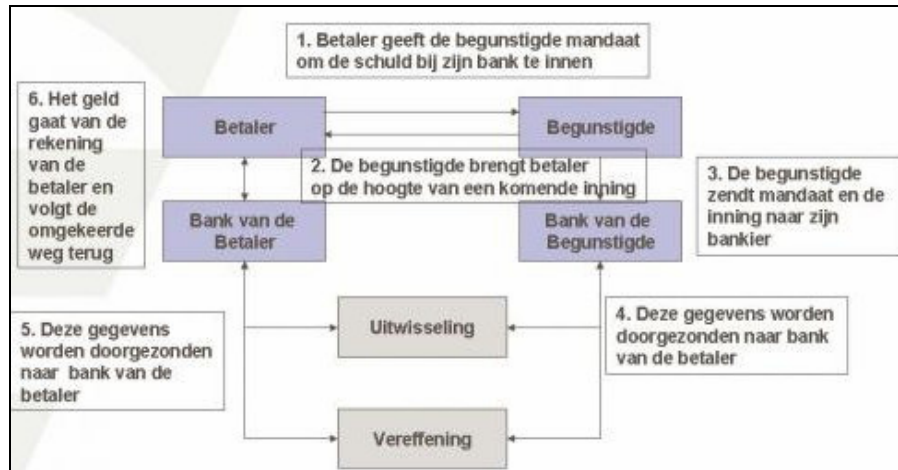 1. Betaler geeft de begunstigde mandaat
om de schuld bij zijn bank te innen
6. Het geld
gaat van de
rekening
van de
betaler en
volgt de
omgekeerde
weg terug
Betaler
Begunstigde
2. De begunstigde brengt betaler
op de hoogte van een komende inning
3. De begunstigde
zendt mandaat en de
inning naar zijn
bankier
Bank van de
Betaler
Bank van de
Begunstigde
Uitwisseling
4. Deze gegevens worden
doorgezonden naar bank
van de betaler
5. Deze gegevens
worden doorgezonden
naar bank van de
betaler
Vereffening